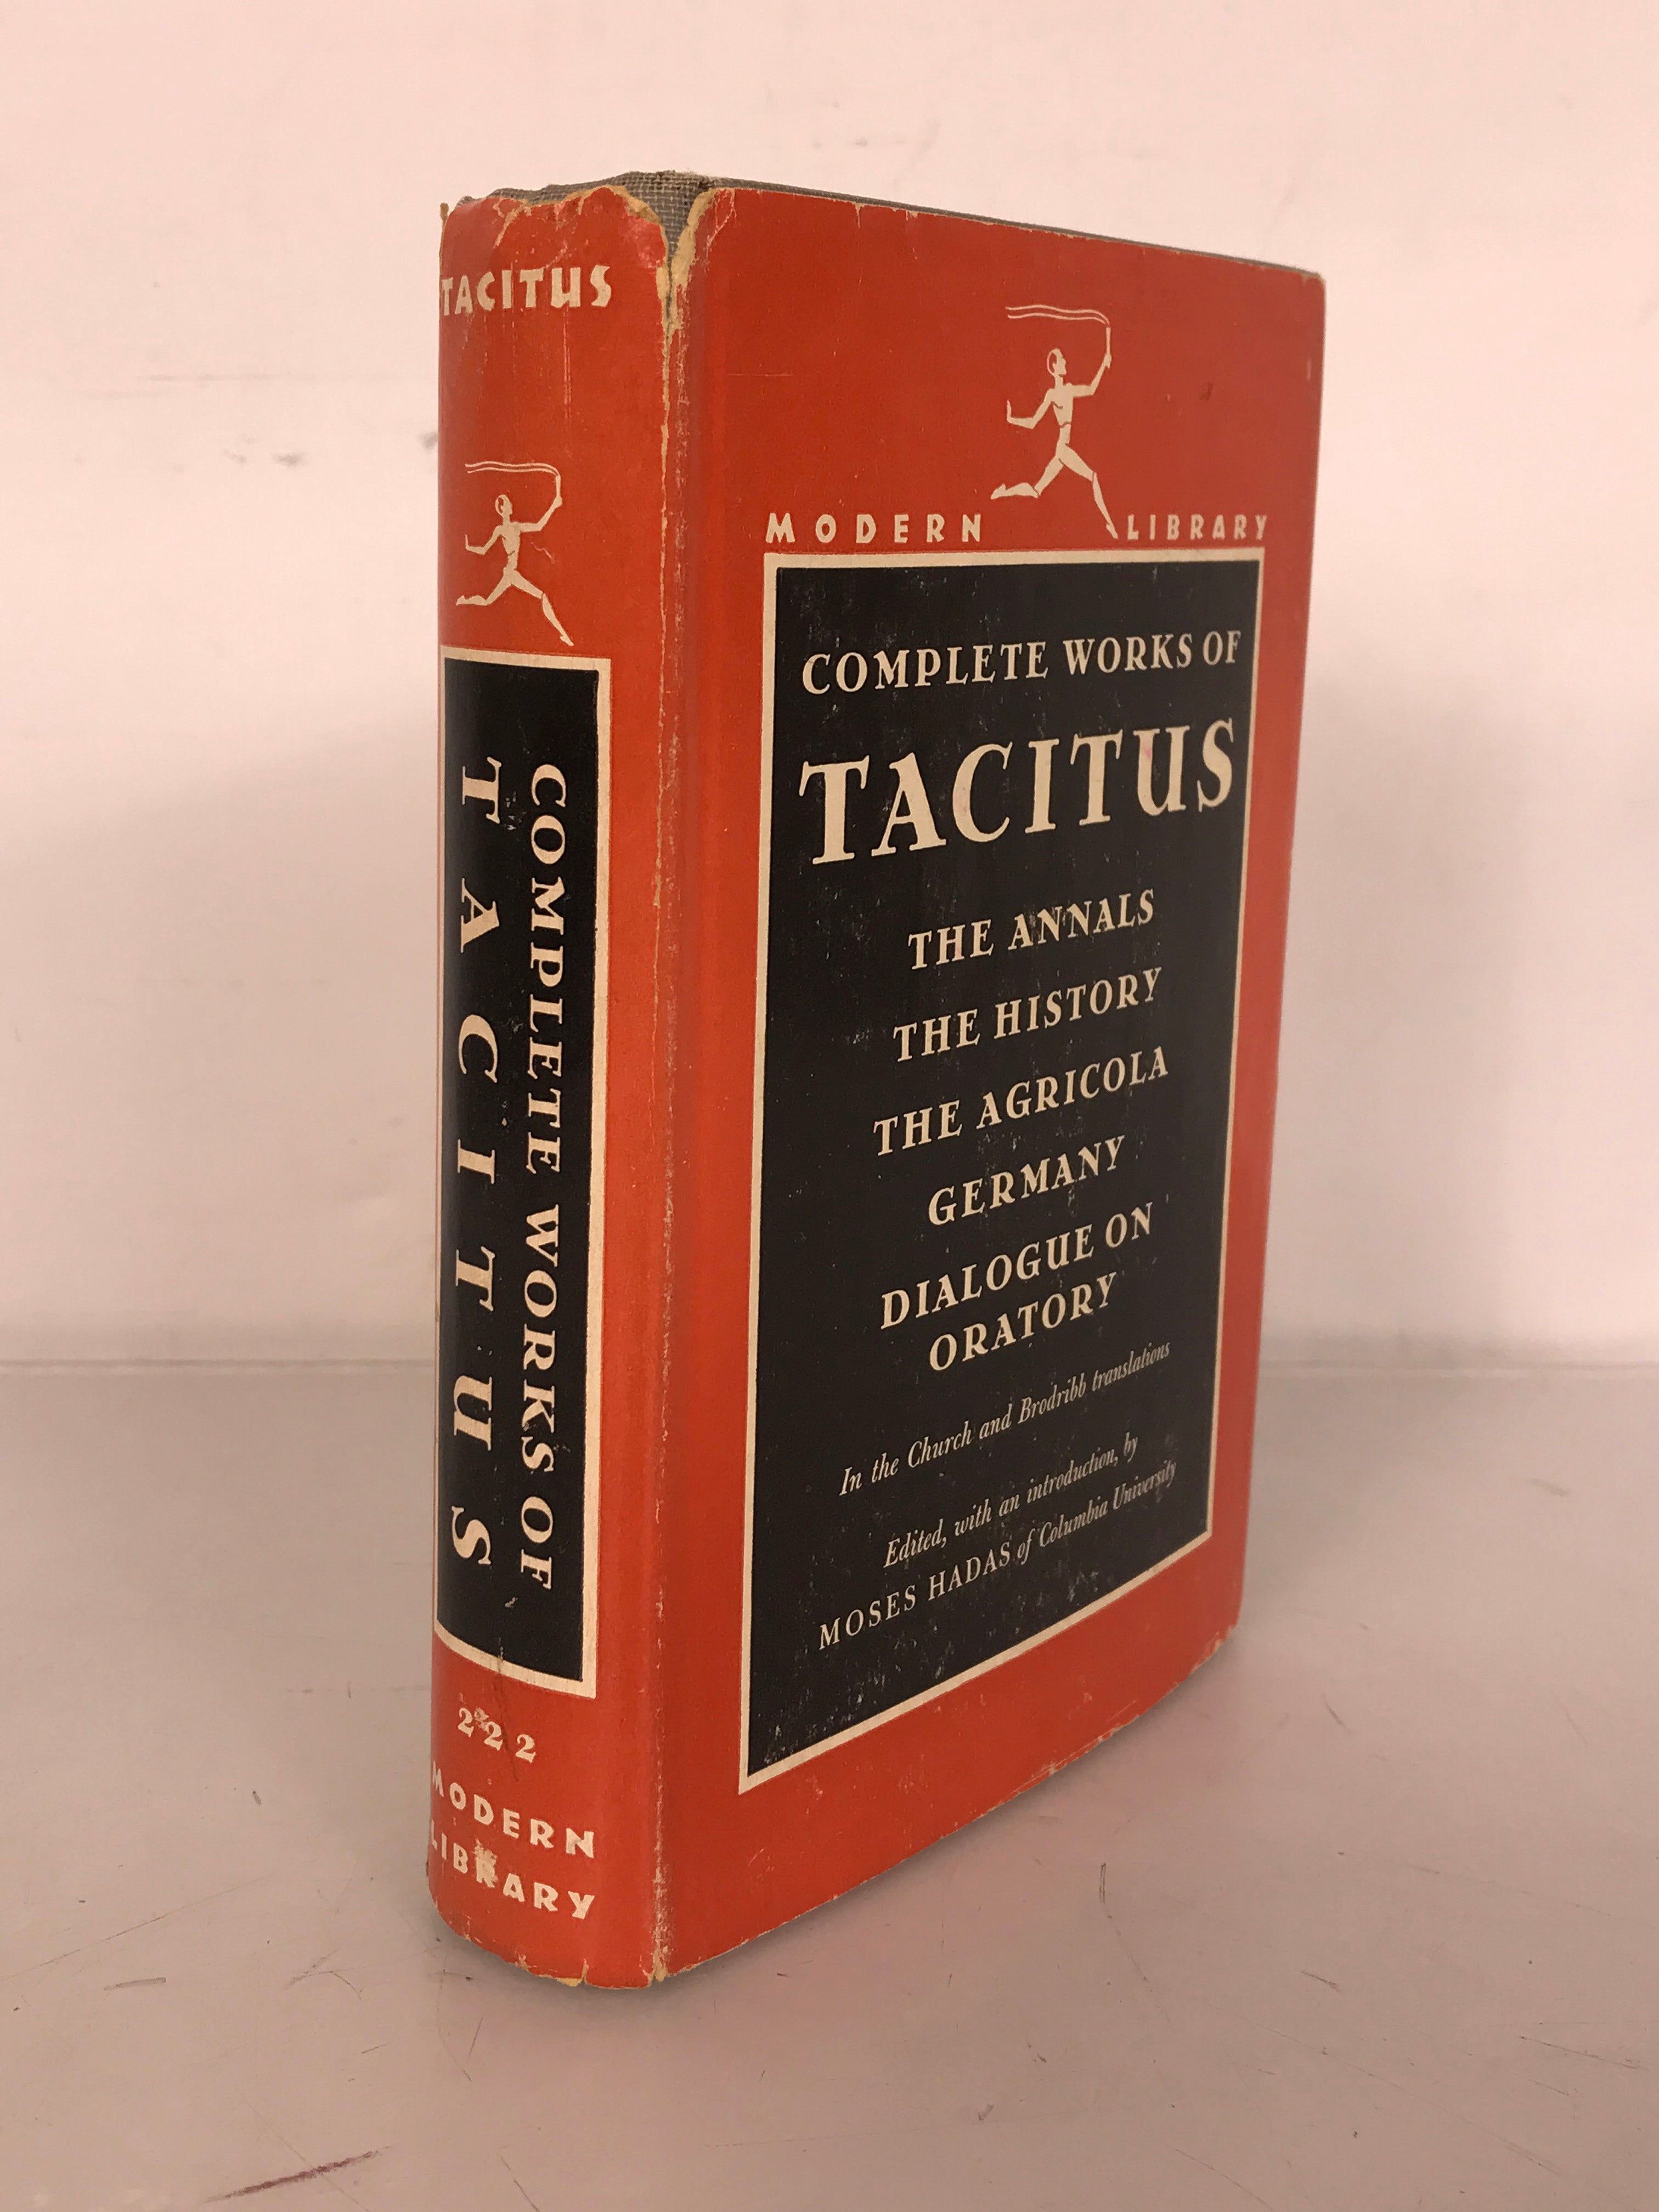 TACITUS
COMPLETE WORKS OF
TACITUS
222
MODERN
LIBRARY
MODERN LIBRARY
COMPLETE WORKS OF
TACITUS
THE ANNALS
THE HISTORY
THE AGRICOLA
GERMANY
DIALOGUE ON
ORATORY
In the Church and Brodribb translations
Edited, with an introduction, by
MOSES HADAS of Columbia University